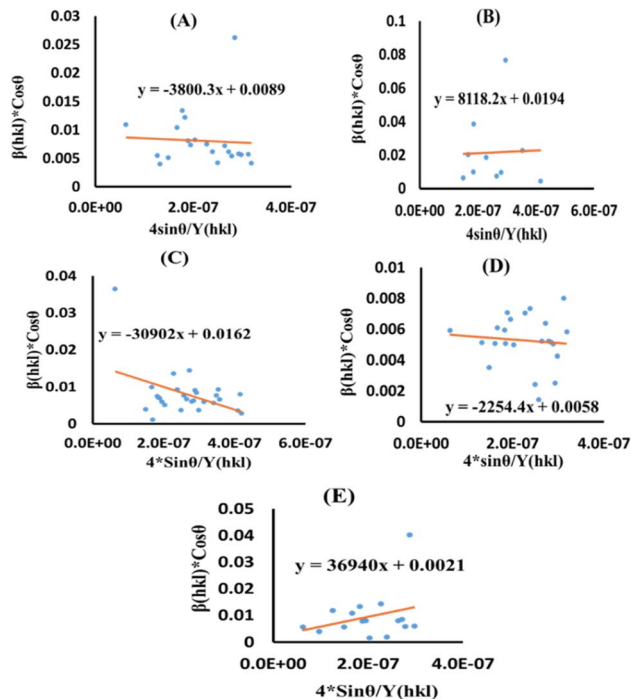 (A)
0.03
0.025
0.02
0.015
0.01
0.005
0
β(hkl)*Cosθ
y = -3800.3x + 0.0089
0.0E+00 2.0E-07 4.0E-07
4sinθ/Y(hkl)
(B)
0.1
0.08
0.06
0.04
0.02
0
β(hkl)*Cosθ
y = 8118.2x + 0.0194
0.0E+00 2.0E-07 4.0E-07 6.0E-07
4sinθ/Y(hkl)
(C)
0.04
0.03
0.02
0.01
0
β(hkl)*Cosθ
y = -30902x + 0.0162
0.0E+00 2.0E-07 4.0E-07 6.0E-07
4*Sinθ/Y(hkl)
(D)
0.01
0.008
0.006
0.004
0.002
0
β(hkl)*Cosθ
y = -2254.4x + 0.0058
0.0E+00 2.0E-07 4.0E-07
4*sinθ/Y(hkl)
(E)
0.05
0.04
0.03
0.02
0.01
0
β(hkl)*Cosθ
y = 36940x + 0.0021
0.0E+00 2.0E-07 4.0E-07
4*Sinθ/Y(hkl)